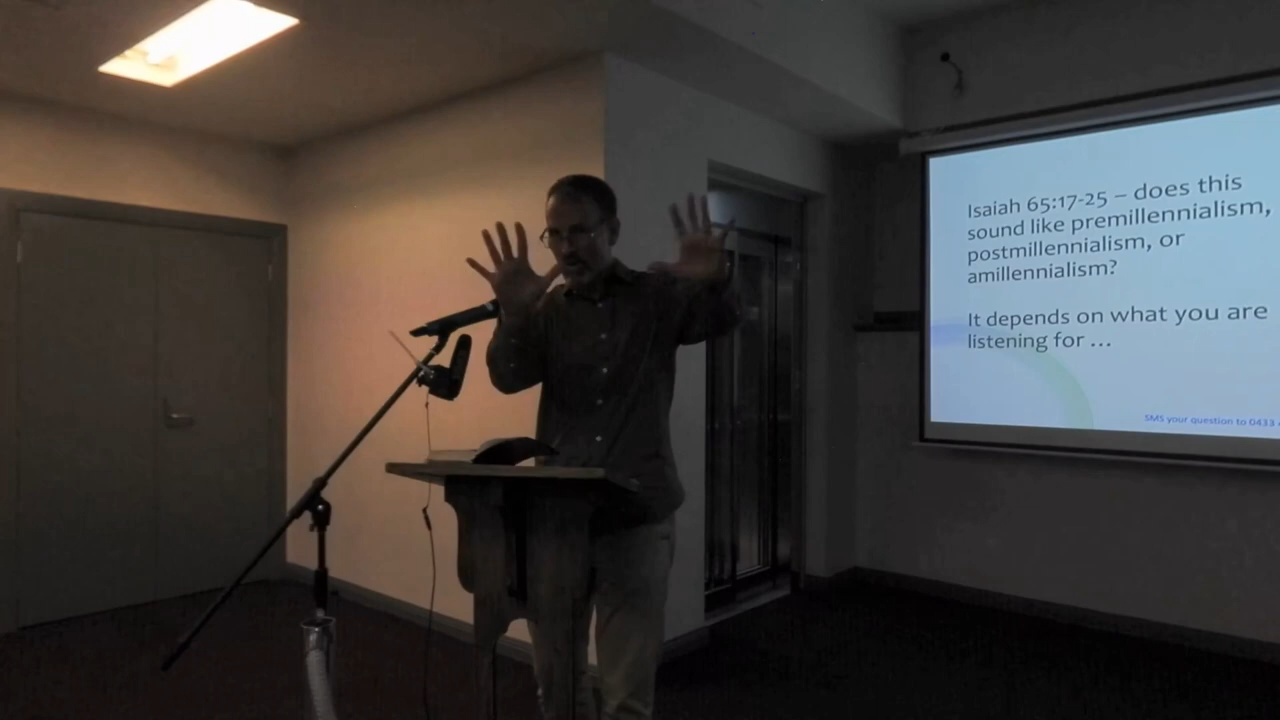 Isaiah 65:17-25 – does this
sound like premillennialism,
postmillennialism, or
amillennialism?
It depends on what you are
listening for ...
SMS your question to 0433